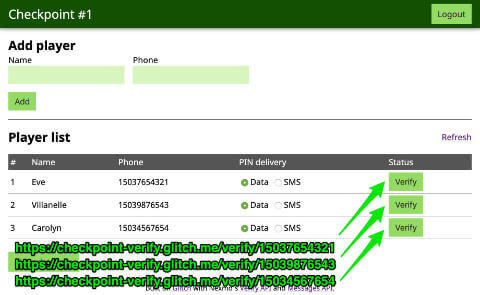 Checkpoint #1
Logout
Add player
Name Phone
Add
Player list
Refresh
# Name Phone PIN delivery Status
1 Eve 15037654321 Data SMS Verify
2 Villanelle 15039876543 Data SMS Verify
3 Carolyn 15034567654 Data SMS Verify
https://checkpoint-verify.glitch.me/verify/15037654321
https://checkpoint-verify.glitch.me/verify/15039876543
https://checkpoint-verify.glitch.me/verify/15034567654
Built on Glitch with Nexmo's Verify API and Messages API.